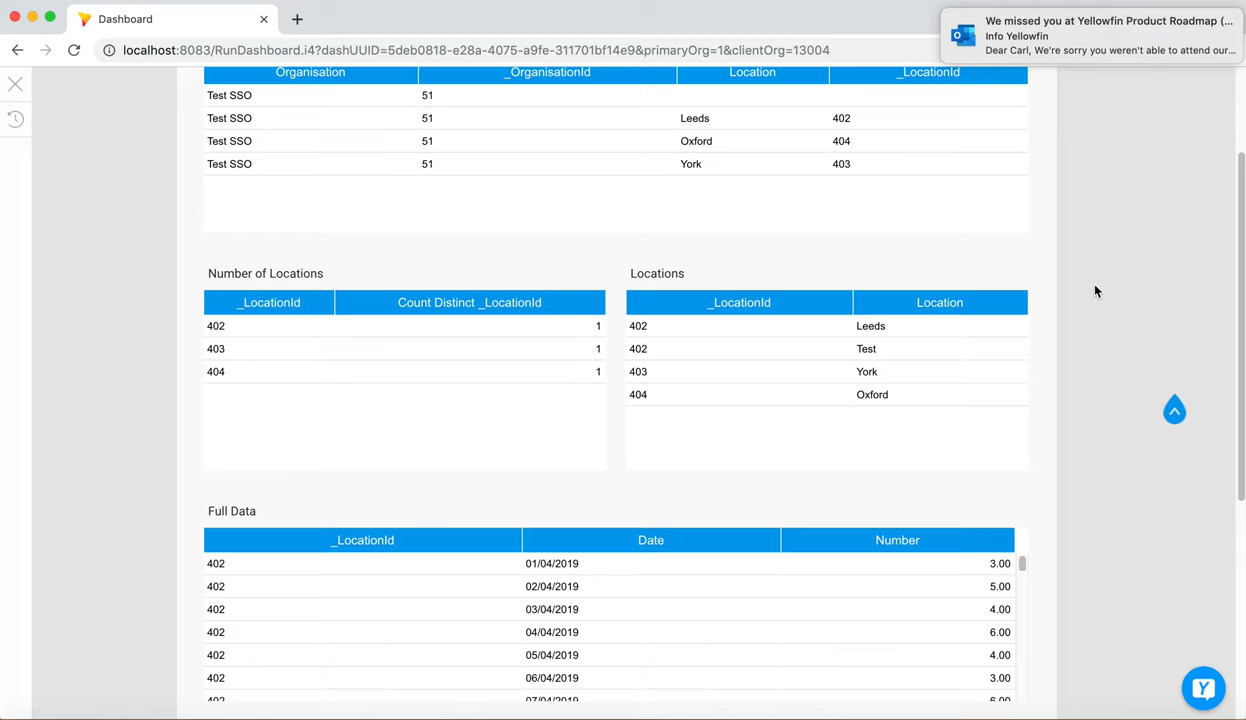 Dashboard
We missed you at Yellowfin Product Roadmap (...
Info Yellowfin
Dear Carl, We're sorry you weren't able to attend our...
localhost:8083/RunDashboard.i4?dashUUID=5deb0818-e28a-4075-a9fe-311701bf14e9&primaryOrg=1&clientOrg=13004
Organisation _OrganisationId Location _LocationId
Test SSO 51
Test SSO 51 Leeds 402
Test SSO 51 Oxford 404
Test SSO 51 York 403
Number of Locations
_LocationId Count Distinct _LocationId
402 1
403 1
404 1
Locations
_LocationId Location
402 Leeds
402 Test
403 York
404 Oxford
Full Data
_LocationId Date Number
402 01/04/2019 3.00
402 02/04/2019 5.00
402 03/04/2019 4.00
402 04/04/2019 6.00
402 05/04/2019 4.00
402 06/04/2019 3.00
402 07/04/2019 6.00